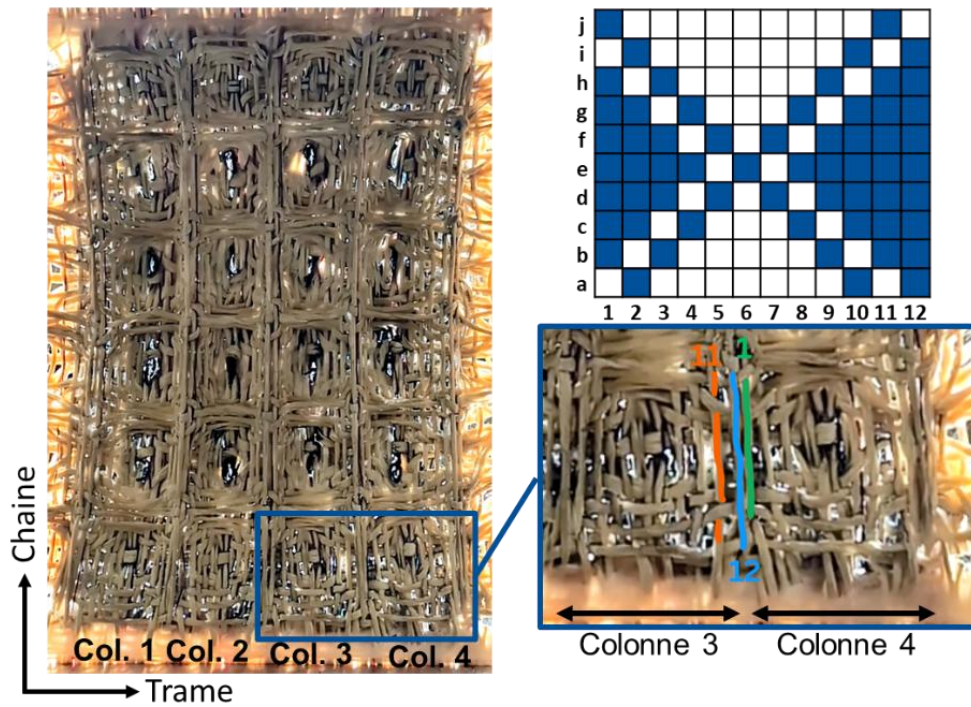 Chaine
Col. 1 Col. 2 Col. 3 Col. 4
Trame
j
i
h
g
f
e
d
c
b
a
1 2 3 4 5 6 7 8 9 10 11 12
11 1
12
Colonne 3 Colonne 4